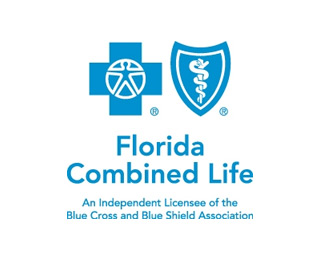 ® ®
Florida
Combined Life
An Independent Licensee of the
Blue Cross and Blue Shield Association